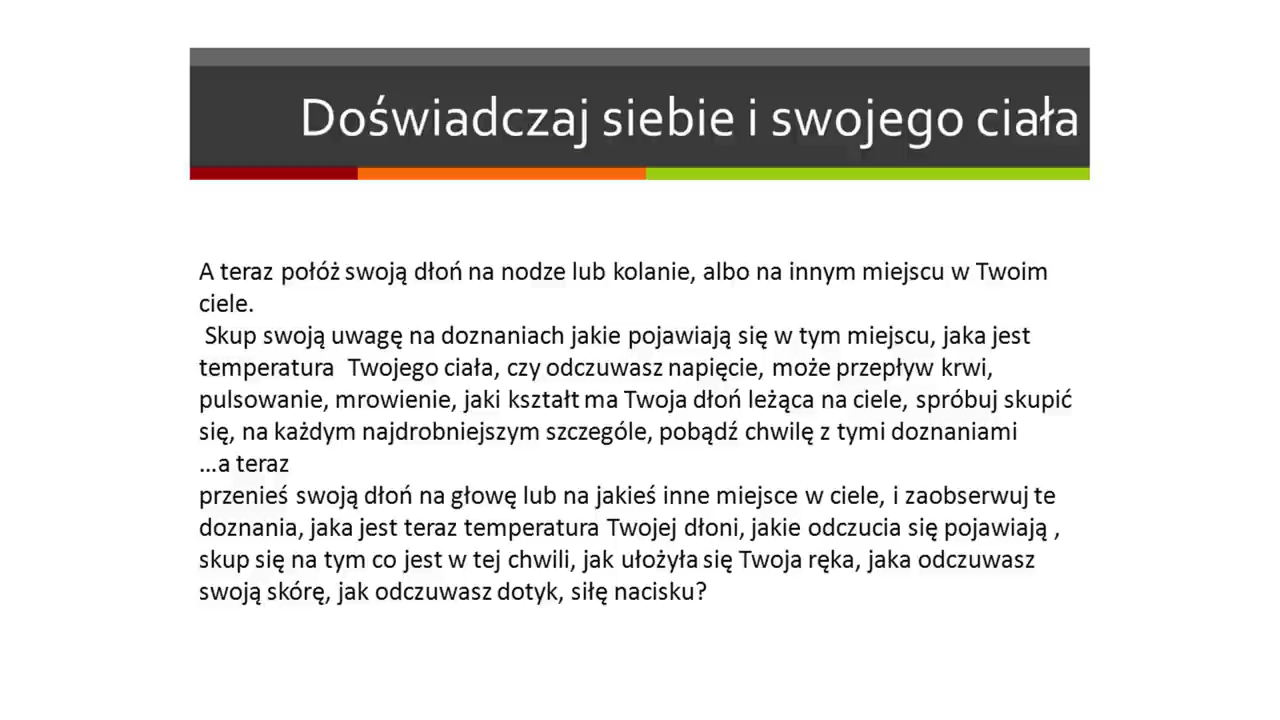 Doświadczaj siebie i swojego ciała
A teraz połóż swoją dłoń na nodze lub kolanie, albo na innym miejscu w Twoim
ciele.
Skup swoją uwagę na doznaniach jakie pojawiają się w tym miejscu, jaka jest
temperatura Twojego ciała, czy odczuwasz napięcie, może przepływ krwi,
pulsowanie, mrowienie, jaki kształt ma Twoja dłoń leżąca na ciele, spróbuj skupić
się, na każdym najdrobniejszym szczególe, pobądź chwilę z tymi doznaniami
...a teraz
przenieś swoją dłoń na głowę lub na jakieś inne miejsce w ciele, i zaobserwuj te
doznania, jaka jest teraz temperatura Twojej dłoni, jakie odczucia się pojawiają ,
skup się na tym co jest w tej chwili, jak ułożyła się Twoja ręka, jaka odczuwasz
swoją skórę, jak odczuwasz dotyk, siłę nacisku?